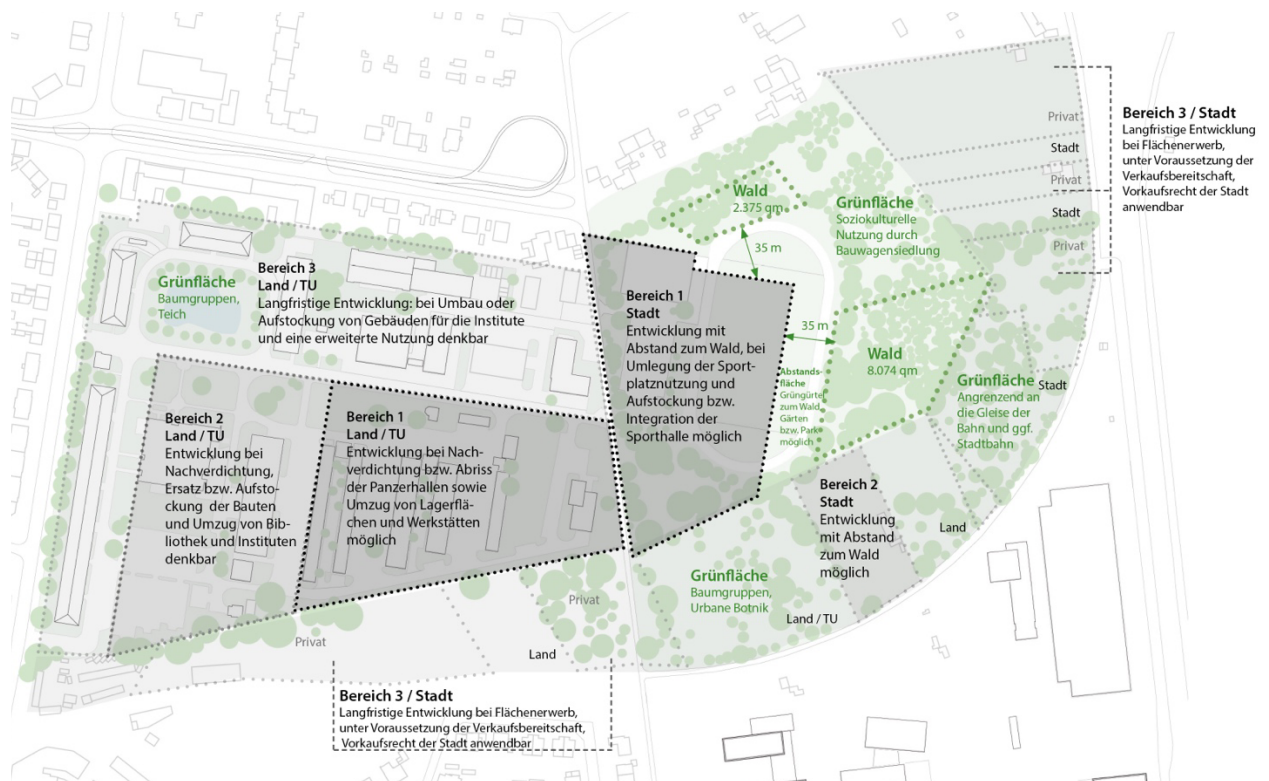 Bereich 3 / Stadt
Langfristige Entwicklung
bei Flächenerwerb,
unter Voraussetzung der
Verkaufsbereitschaft,
Vorkaufsrecht der Stadt
anwendbar
Privat
Stadt
Privat
Stadt
Privat
Wald
2.375 qm
35 m
Grünfläche
Soziokulturelle
Nutzung durch
Bauwagensiedlung
Grünfläche
Baumgruppen,
Teich
Bereich 3
Land / TU
Langfristige Entwicklung: bei Umbau oder
Aufstockung von Gebäuden für die Institute
und eine erweiterte Nutzung denkbar
Bereich 1
Stadt
Entwicklung mit
Abstand zum Wald, bei
Umlegung der Sport-
platznutzung und
Aufstockung bzw.
Integration der
Sporthalle möglich
35 m
Wald
8.074 qm
Abstands-
fläche
Grüngürtel
zum Wald
Gärten
bzw. Park
möglich
Grünfläche
Angrenzend an
die Gleise der
Bahn und ggf.
Stadtbahn
Stadt
Bereich 2
Land / TU
Entwicklung bei
Nachverdichtung,
Ersatz bzw. Aufsto-
ckung der Bauten
und Umzug von Bib-
liothek und Instituten
denkbar
Bereich 1
Land / TU
Entwicklung bei Nach-
verdichtung bzw. Abriss
der Panzerhallen sowie
Umzug von Lagerflä-
chen und Werkstätten
möglich
Bereich 2
Stadt
Entwicklung
mit Abstand
zum Wald
möglich
Land
Grünfläche
Baumgruppen,
Urbane Botnik
Land / TU
Privat
Privat
Land
Bereich 3 / Stadt
Langfristige Entwicklung bei Flächenerwerb,
unter Voraussetzung der Verkaufsbereitschaft,
Vorkaufsrecht der Stadt anwendbar